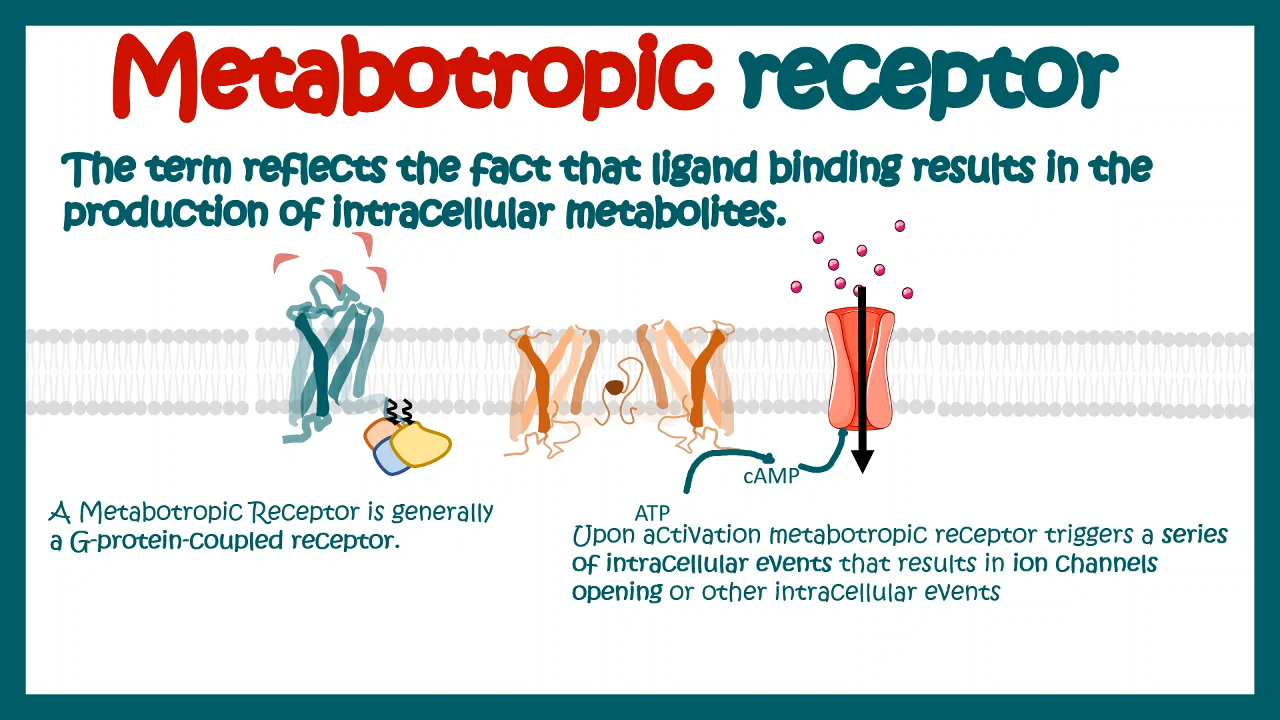 Metabotropic receptor
The term reflects the fact that ligand binding results in the
production of intracellular metabolites.
cAMP
ATP
A Metabotropic Receptor is generally
a G-protein-coupled receptor.
Upon activation metabotropic receptor triggers a series
of intracellular events that results in ion channels
opening or other intracellular events